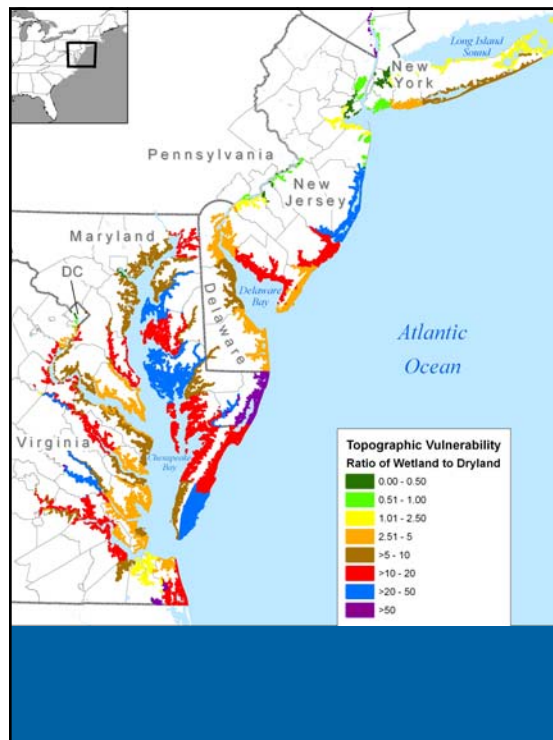 Long Island
Sound
New
York
Pennsylvania
New
Jersey
Maryland
DC
Delaware
Bay
Delaware
Atlantic
Ocean
Virginia
Chesapeake
Bay
Topographic Vulnerability
Ratio of Wetland to Dryland
0.00 - 0.50
0.51 - 1.00
1.01 - 2.50
2.51 - 5
>5 - 10
>10 - 20
>20 - 50
>50